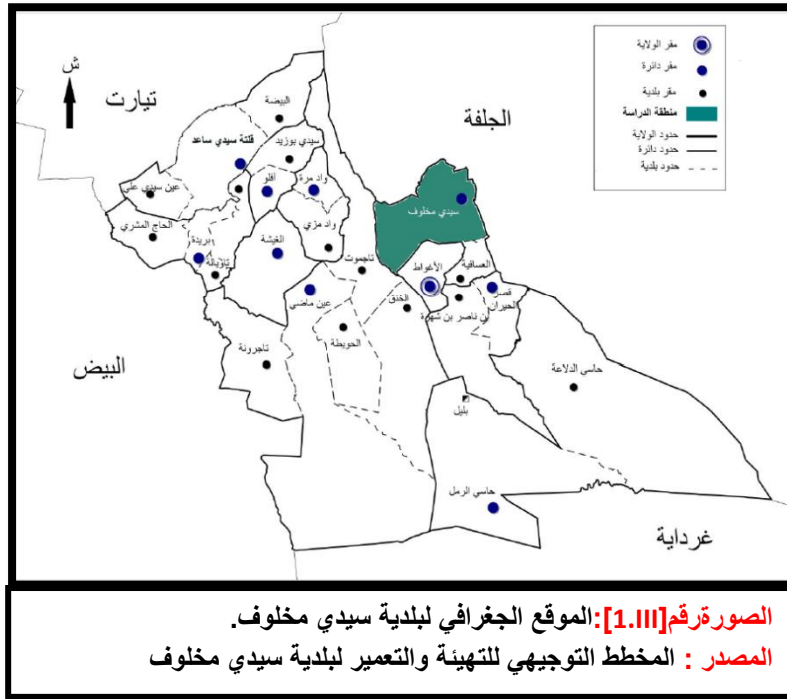 مقر الولاية
مقر دائرة
مقر بلدية
منطقة الدراسة
حدود الولاية
حدود دائرة
حدود بلدية
ش
تيارت
الجلفة
البيضة
سيدي بوزيد
قلتة سيدي ساعد
أفلو
واد مرة
عين سيدي علي
سيدي مخلوف
الحاج المشري
واد مزي
بريدة
تاويالة
الغيشة
تاجموت
الأغواط
العسافية
قصر
الحيران
عين ماضي
الخنق
بن ناصر بن شهرة
الحويطة
تاجرونة
البيض
حاسي الدلاعة
بليل
حاسي الرمل
غرداية
الصورةرقم[1.III]:الموقع الجغرافي لبلدية سيدي مخلوف.
المصدر : المخطط التوجيهي للتهيئة والتعمير لبلدية سيدي مخلوف